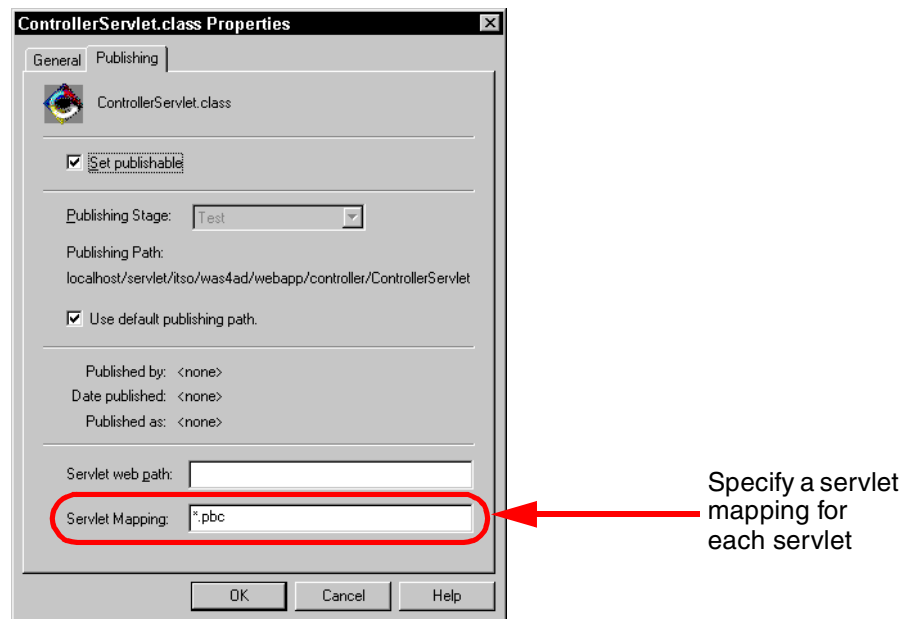 ControllerServlet.class Properties
General
Publishing
ControllerServlet.class
Set publishable
Publishing Stage: Test
Publishing Path:
localhost/servlet/itso/was4ad/webapp/controller/ControllerServlet
Use default publishing path.
Published by: <none>
Date published: <none>
Published as: <none>
Servlet web path:
Servlet Mapping: *.pbc
OK
Cancel
Help
Specify a servlet
mapping for
each servlet